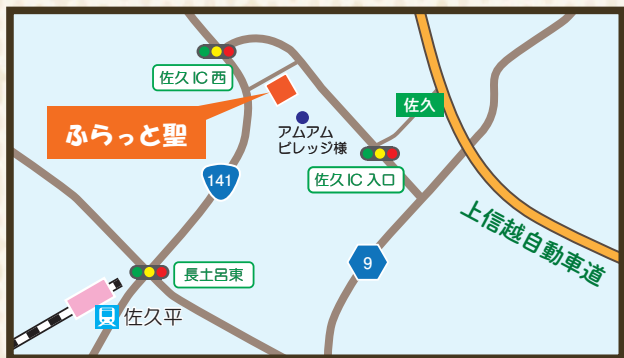 佐久IC西
佐久
ふらっと聖
アムアム
ビレッジ様
佐久IC入口
141
上信越自動車道
9
長土呂東
佐久平